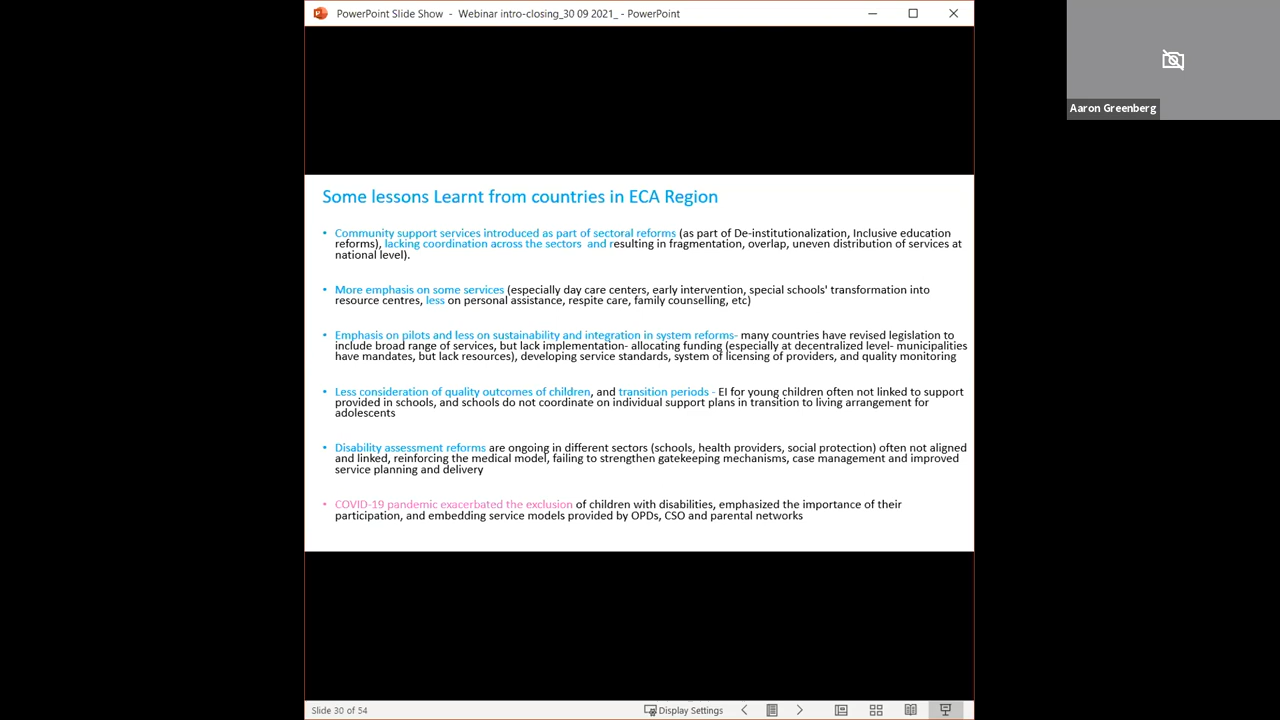 PowerPoint Slide Show - Webinar intro-closing_30 09 2021_ - PowerPoint
Aaron Greenberg
Some lessons Learnt from countries in ECA Region
• Community support services introduced as part of sectoral reforms (as part of De-institutionalization, Inclusive education
reforms), lacking coordination across the sectors and resulting in fragmentation, overlap, uneven distribution of services at
national level).
• More emphasis on some services (especially day care centers, early intervention, special schools' transformation into
resource centres, less on personal assistance, respite care, family counselling, etc)
• Emphasis on pilots and less on sustainability and integration in system reforms- many countries have revised legislation to
include broad range of services, but lack implementation- allocating funding (especially at decentralized level- municipalities
have mandates, but lack resources), developing service standards, system of licensing of providers, and quality monitoring
• Less consideration of quality outcomes of children, and transition periods - EI for young children often not linked to support
provided in schools, and schools do not coordinate on individual support plans in transition to living arrangement for
adolescents
• Disability assessment reforms are ongoing in different sectors (schools, health providers, social protection) often not aligned
and linked, reinforcing the medical model, failing to strengthen gatekeeping mechanisms, case management and improved
service planning and delivery
• COVID-19 pandemic exacerbated the exclusion of children with disabilities, emphasized the importance of their
participation, and embedding service models provided by OPDs, CSO and parental networks
Slide 30 of 54
Display Settings